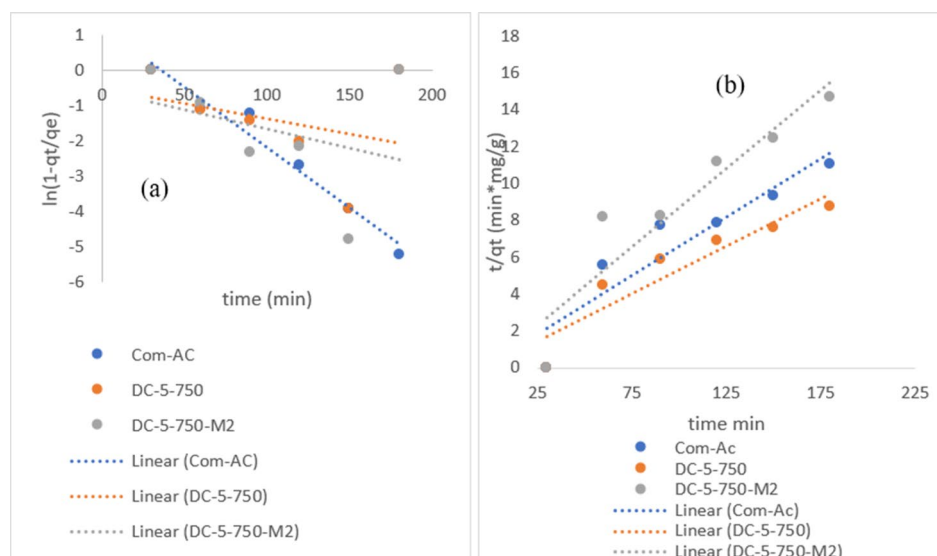 1
0
0
50
100
150
200
-1
-2
-3
-4
-5
-6
ln(1-qt/qe)
(a)
time (min)
Com-AC
DC-5-750
DC-5-750-M2
Linear (Com-AC)
Linear (DC-5-750)
Linear (DC-5-750-M2)
18
16
14
12
10
8
6
4
2
0
t/qt (min*mg/g)
(b)
25
75
125
175
225
time min
Com-Ac
DC-5-750
DC-5-750-M2
Linear (Com-Ac)
Linear (DC-5-750)
Linear (DC-5-750-M2)